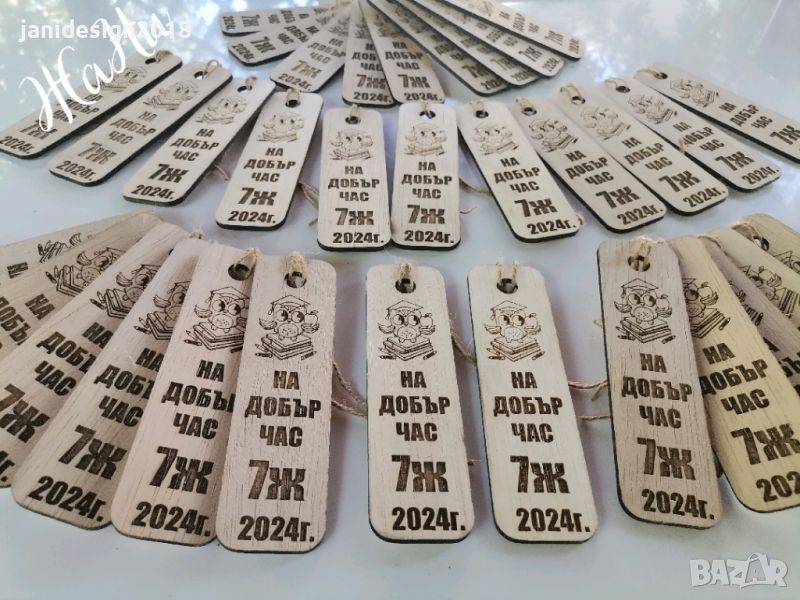 janidesign2018
ЖаНи
НА
ДОБЪР
ЧАС
7Ж
2024г.
BAZAR